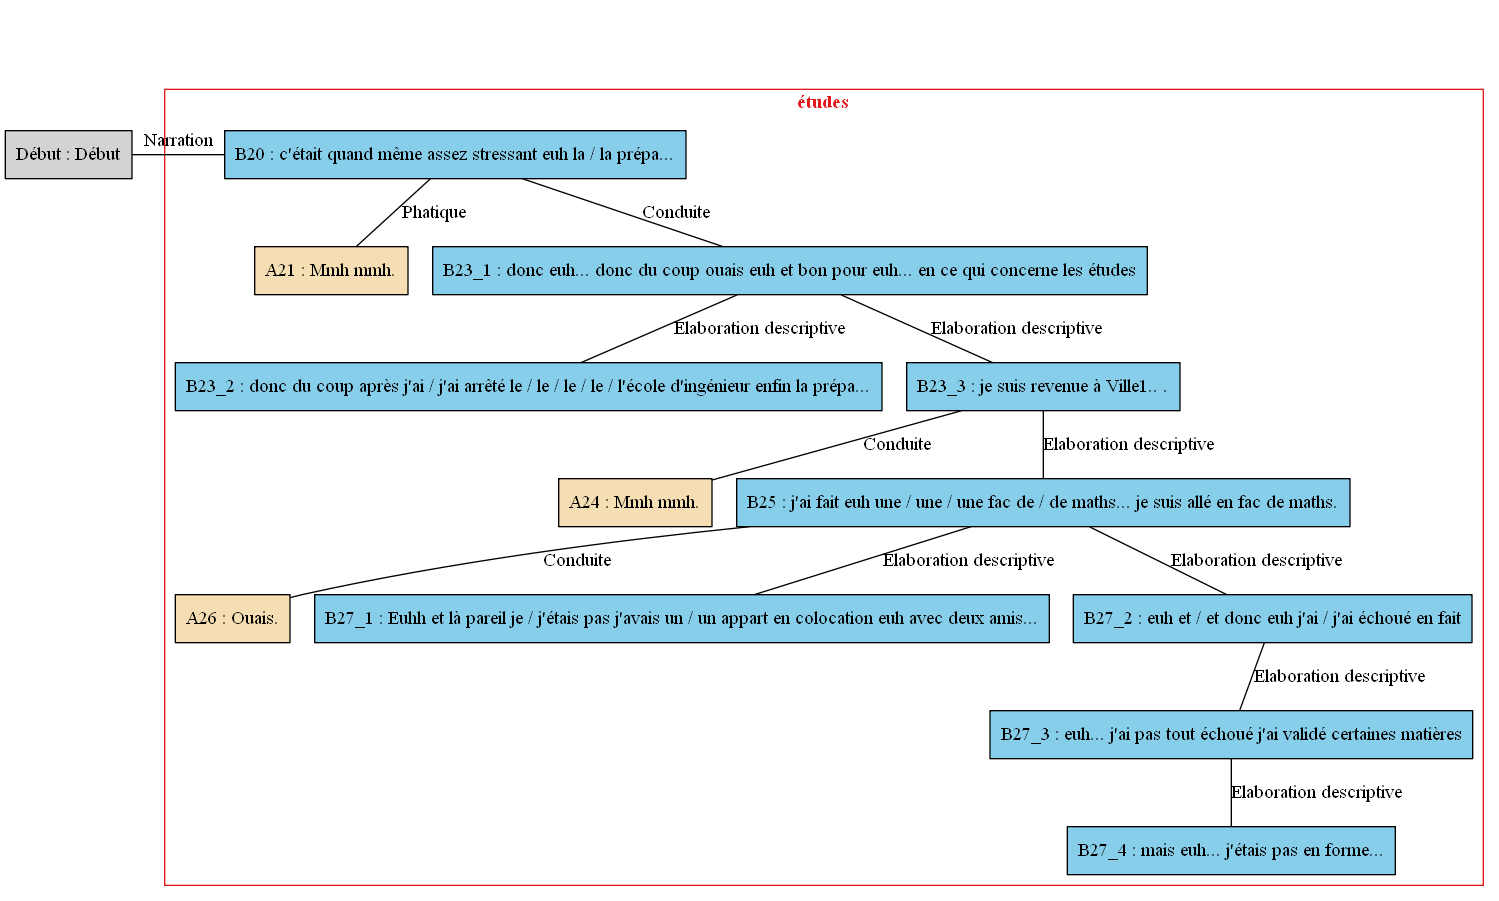 études
Début : Début
Narration
B20 : c'était quand même assez stressant euh la / la prépa...
Phatique
Conduite
A21 : Mmh mmh.
B23_1 : donc euh... donc du coup ouais euh et bon pour euh... en ce qui concerne les études
Elaboration descriptive
Elaboration descriptive
B23_2 : donc du coup après j'ai / j'ai arrêté le / le / le / le / l'école d'ingénieur enfin la prépa...
B23_3 : je suis revenue à Ville1.. .
Conduite
Elaboration descriptive
A24 : Mmh mmh.
B25 : j'ai fait euh une / une / une fac de / de maths... je suis allé en fac de maths.
Conduite
Elaboration descriptive
Elaboration descriptive
A26 : Ouais.
B27_1 : Euhh et là pareil je / j'étais pas j'avais un / un appart en colocation euh avec deux amis...
B27_2 : euh et / et donc euh j'ai / j'ai échoué en fait
Elaboration descriptive
B27_3 : euh... j'ai pas tout échoué j'ai validé certaines matières
Elaboration descriptive
B27_4 : mais euh... j'étais pas en forme...